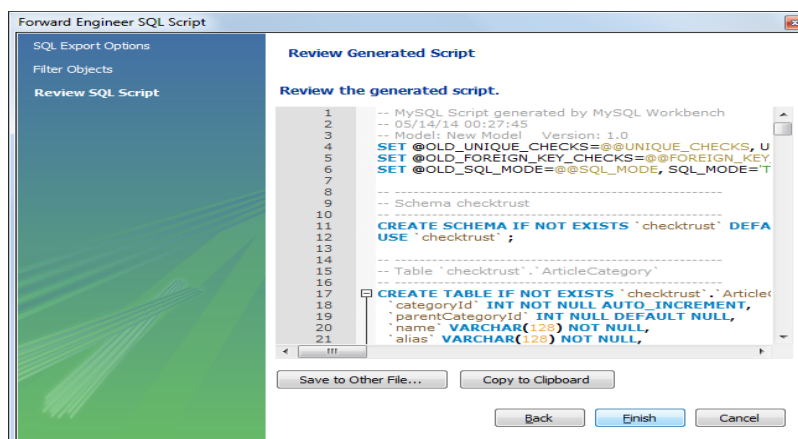 Forward Engineer SQL Script
SQL Export Options
Filter Objects
Review SQL Script
Review Generated Script
Review the generated script.
1 -- MySQL Script generated by MySQL Workbench
2 -- 05/14/14 00:27:45
3 -- Model: New Model    Version: 1.0
4 SET @OLD_UNIQUE_CHECKS=@@UNIQUE_CHECKS, U
5 SET @OLD_FOREIGN_KEY_CHECKS=@@FOREIGN_KEY_
6 SET @OLD_SQL_MODE=@@SQL_MODE, SQL_MODE='T
7
8 -- -----------------------------------------------------
9 -- Schema checktrust
10 -- -----------------------------------------------------
11 CREATE SCHEMA IF NOT EXISTS `checktrust` DEFA
12 USE `checktrust` ;
13
14 -- -----------------------------------------------------
15 -- Table `checktrust`.`ArticleCategory`
16 -- -----------------------------------------------------
17 CREATE TABLE IF NOT EXISTS `checktrust`.`Article
18 `categoryId` INT NOT NULL AUTO_INCREMENT,
19 `parentCategoryId` INT NULL DEFAULT NULL,
20 `name` VARCHAR(128) NOT NULL,
21 `alias` VARCHAR(128) NOT NULL,
Save to Other File...
Copy to Clipboard
Back
Finish
Cancel